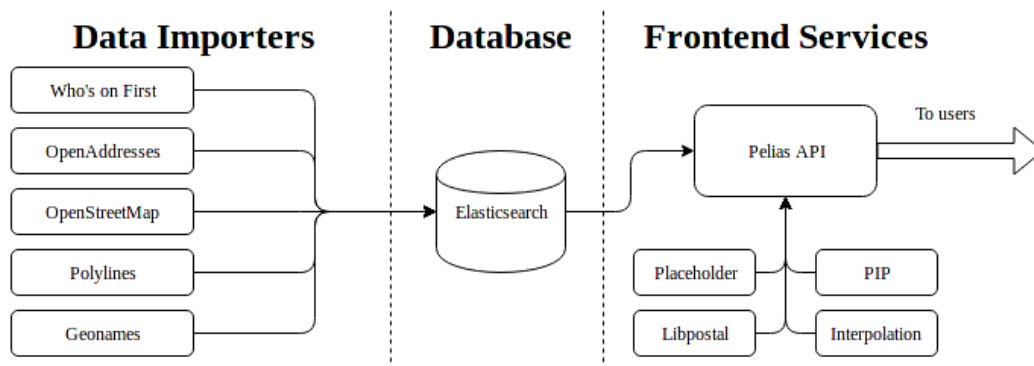 Data Importers
Database
Frontend Services
Who's on First
OpenAddresses
OpenStreetMap
Polylines
Geonames
Elasticsearch
Pelias API
To users
Placeholder
PIP
Libpostal
Interpolation